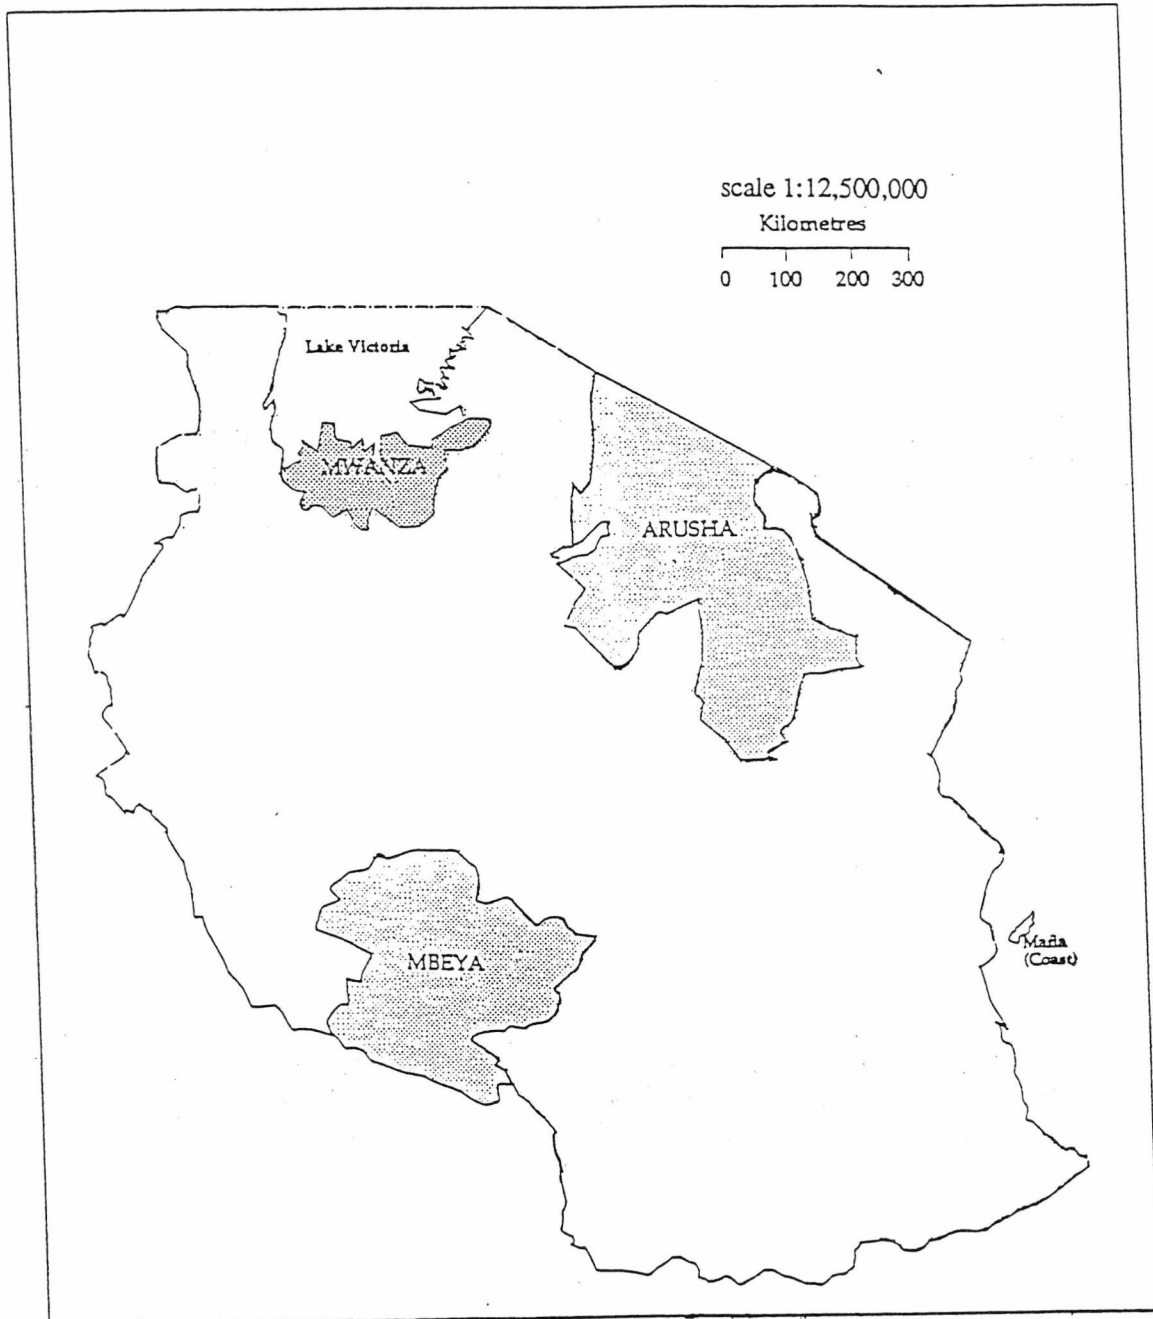 scale 1:12,500,000
Kilometres
0 100 200 300
Lake Victoria
MWANZA
ARUSHA
MBEYA
Mafia
(Coast)